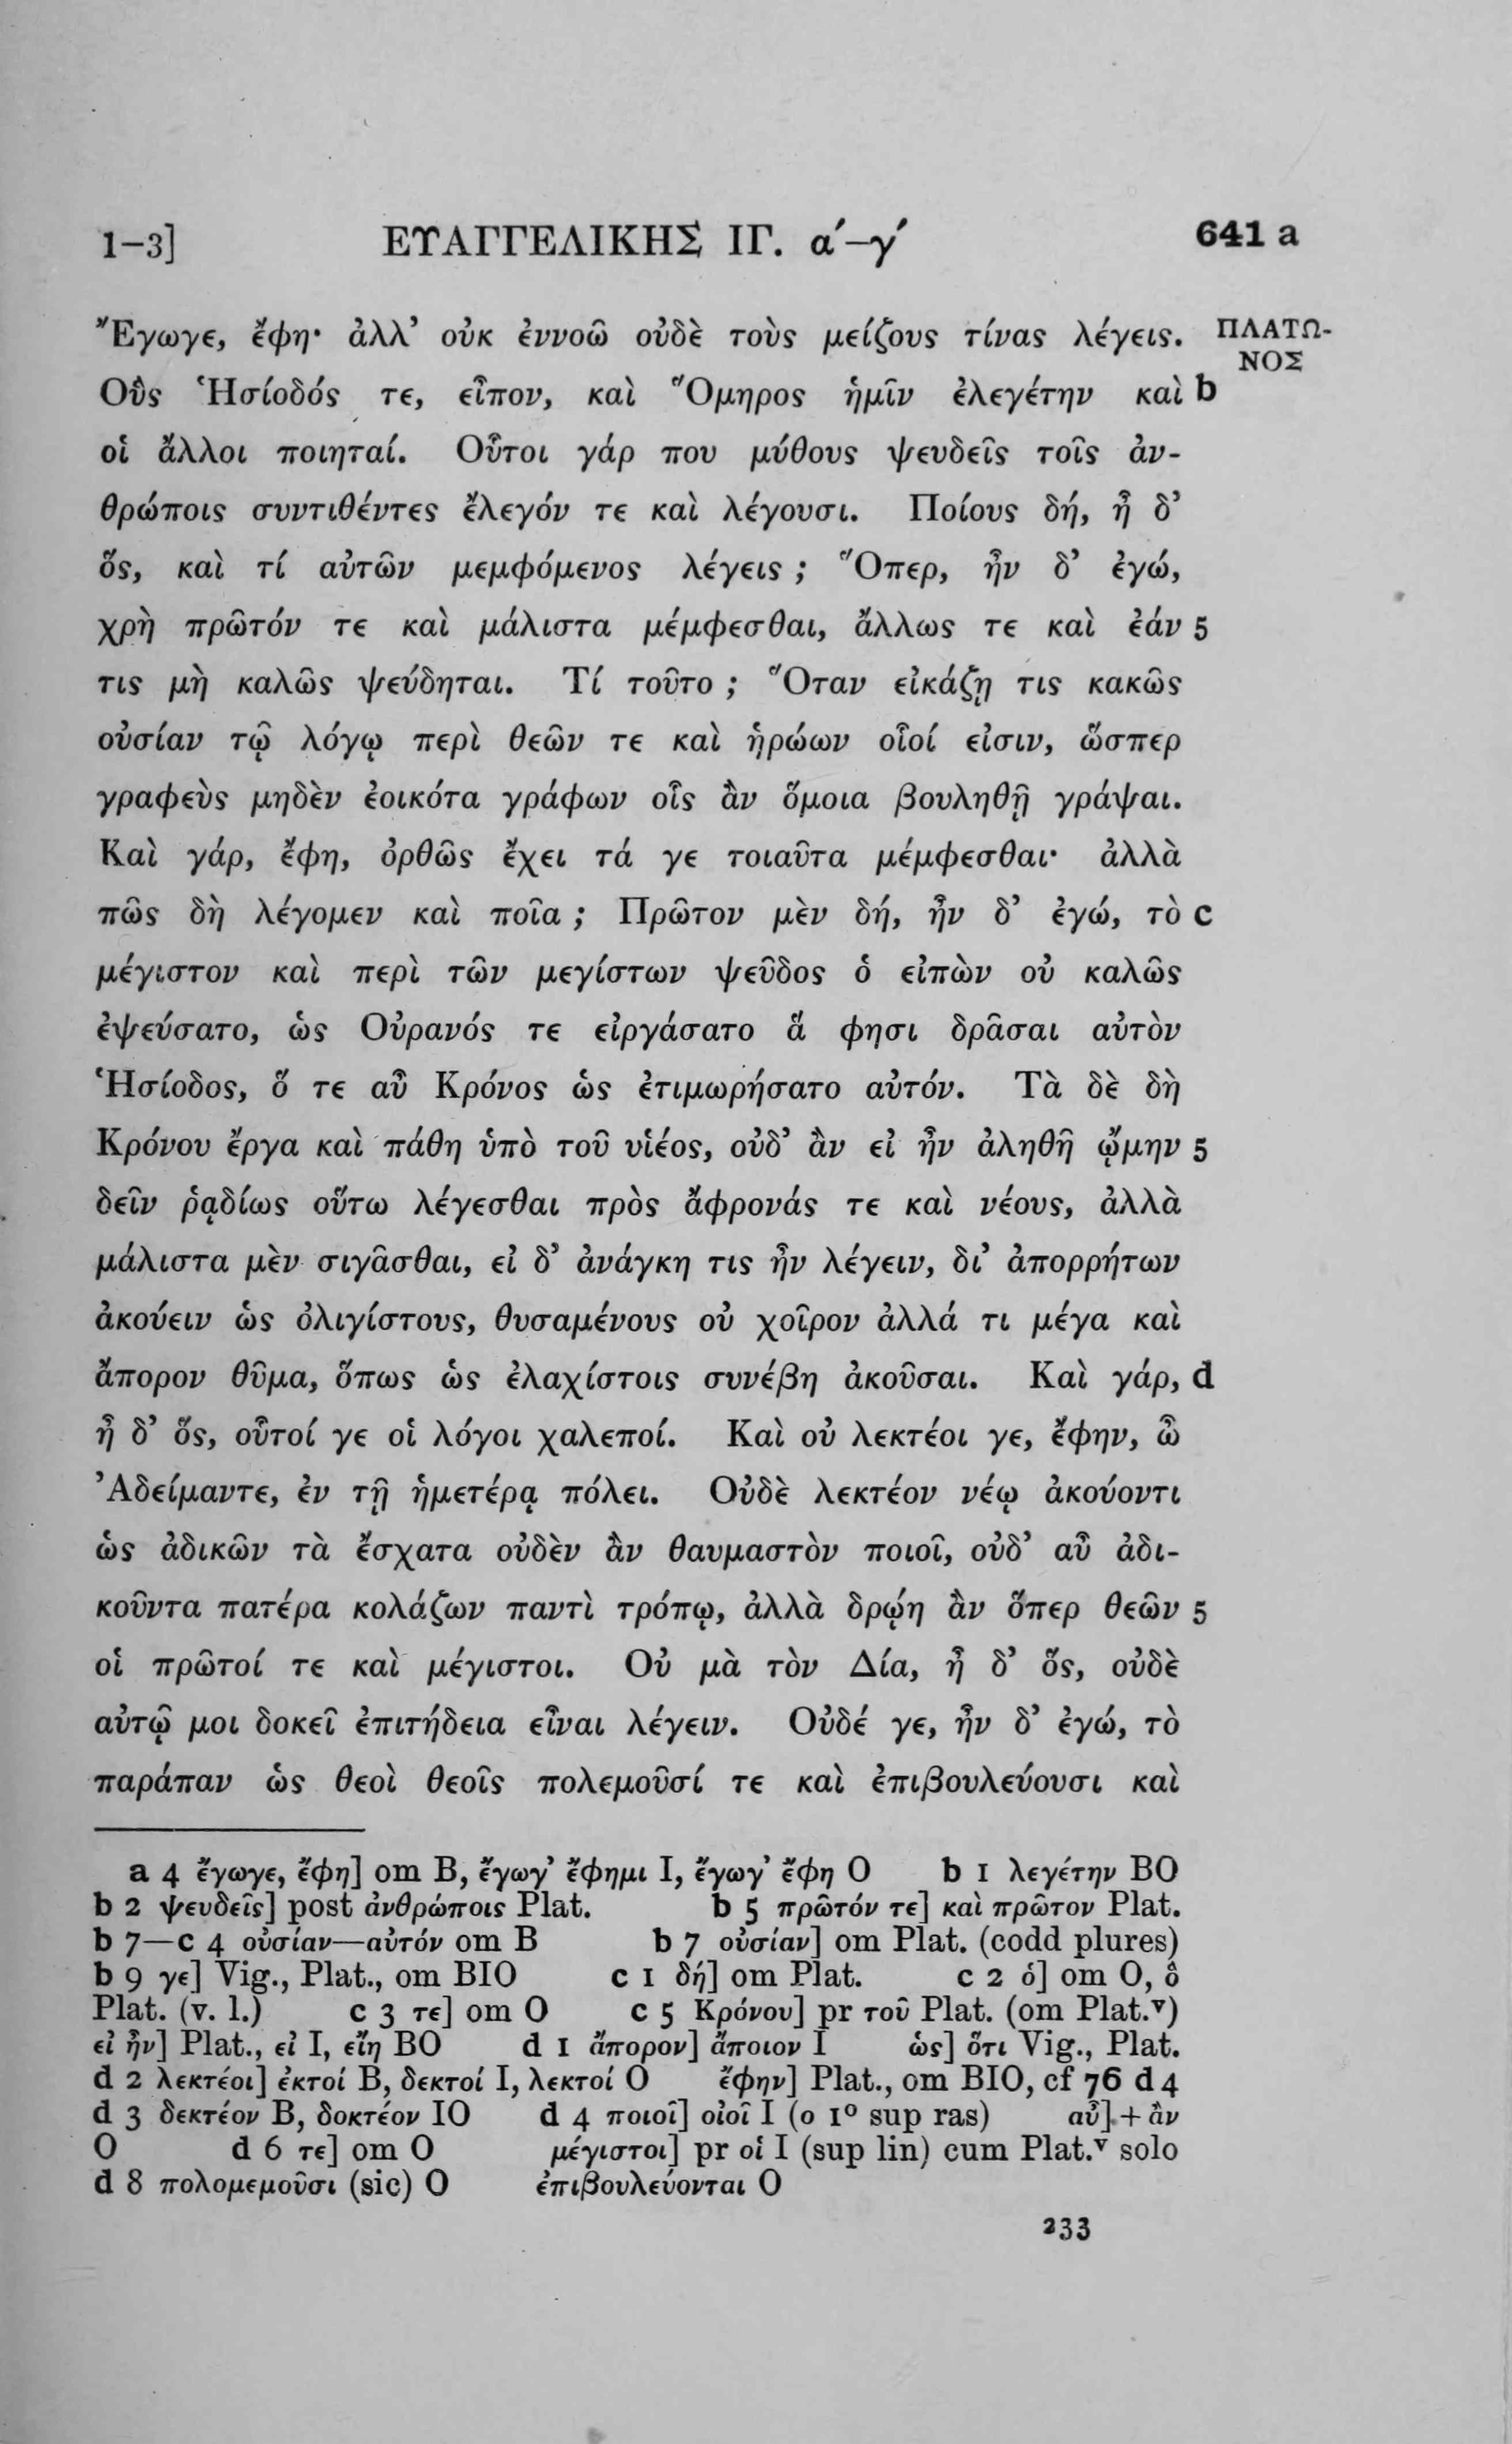 1–3] ΕΥΑΓΓΕΛΙΚΗΣ ΙΓ. α´–γ´ 641 a
Ἔγωγε, ἔφη· ἀλλ’ οὐκ ἐννοῶ οὐδὲ τοὺς μείζους τίνας λέγεις. ΠΛΑΤΩ-
ΝΟΣ
Οὓς Ἡσίοδός τε, εἶπον, καὶ Ὅμηρος ἡμῖν ἐλεγέτην καὶ b
οἱ ἄλλοι ποιηταί. Οὗτοι γάρ που μύθους ψευδεῖς τοῖς ἀν-
θρώποις συντιθέντες ἔλεγόν τε καὶ λέγουσι. Ποίους δή, ἦ δ’
ὅς, καὶ τί αὐτῶν μεμφόμενος λέγεις ; Ὅπερ, ἦν δ’ ἐγώ,
χρὴ πρῶτόν τε καὶ μάλιστα μέμφεσθαι, ἄλλως τε καὶ ἐάν 5
τις μὴ καλῶς ψεύδηται. Τί τοῦτο ; Ὅταν εἰκάζῃ τις κακῶς
οὐσίαν τῷ λόγῳ περὶ θεῶν τε καὶ ἡρώων οἷοί εἰσιν, ὥσπερ
γραφεὺς μηδὲν ἐοικότα γράφων οἷς ἂν ὅμοια βουληθῇ γράψαι.
Καὶ γάρ, ἔφη, ὀρθῶς ἔχει τά γε τοιαῦτα μέμφεσθαι· ἀλλὰ
πῶς δὴ λέγομεν καὶ ποῖα ; Πρῶτον μὲν δή, ἦν δ’ ἐγώ, τὸ c
μέγιστον καὶ περὶ τῶν μεγίστων ψεῦδος ὁ εἰπὼν οὐ καλῶς
ἐψεύσατο, ὡς Οὐρανός τε εἰργάσατο ἅ φησι δρᾶσαι αὐτὸν
Ἡσίοδος, ὅ τε αὖ Κρόνος ὡς ἐτιμωρήσατο αὐτόν. Τὰ δὲ δὴ
Κρόνου ἔργα καὶ πάθη ὑπὸ τοῦ υἱέος, οὐδ’ ἂν εἰ ἦν ἀληθῆ ᾤμην 5
δεῖν ῥᾳδίως οὕτω λέγεσθαι πρὸς ἄφρονάς τε καὶ νέους, ἀλλὰ
μάλιστα μὲν σιγᾶσθαι, εἰ δ’ ἀνάγκη τις ἦν λέγειν, δι’ ἀπορρήτων
ἀκούειν ὡς ὀλιγίστους, θυσαμένους οὐ χοῖρον ἀλλά τι μέγα καὶ
ἄπορον θῦμα, ὅπως ὡς ἐλαχίστοις συνέβη ἀκοῦσαι. Καὶ γάρ, d
ἦ δ’ ὅς, οὗτοί γε οἱ λόγοι χαλεποί. Καὶ οὐ λεκτέοι γε, ἔφην, ὦ
Ἀδείμαντε, ἐν τῇ ἡμετέρᾳ πόλει. Οὐδὲ λεκτέον νέῳ ἀκούοντι
ὡς ἀδικῶν τὰ ἔσχατα οὐδὲν ἂν θαυμαστὸν ποιοῖ, οὐδ’ αὖ ἀδι-
κοῦντα πατέρα κολάζων παντὶ τρόπῳ, ἀλλὰ δρῴη ἂν ὅπερ θεῶν 5
οἱ πρῶτοί τε καὶ μέγιστοι. Οὐ μὰ τὸν Δία, ἦ δ’ ὅς, οὐδὲ
αὐτῷ μοι δοκεῖ ἐπιτήδεια εἶναι λέγειν. Οὐδέ γε, ἦν δ’ ἐγώ, τὸ
παράπαν ὡς θεοὶ θεοῖς πολεμοῦσί τε καὶ ἐπιβουλεύουσι καὶ
a 4 ἔγωγε, ἔφη] om B, ἔγωγ’ ἔφημι I, ἔγωγ’ ἔφη O b 1 λεγέτην BO
b 2 ψευδεῖς] post ἀνθρώποις Plat. b 5 πρῶτόν τε] καὶ πρῶτον Plat.
b 7—c 4 οὐσίαν—αὐτόν om B b 7 οὐσίαν] om Plat. (codd plures)
b 9 γε] Vig., Plat., om BIO c 1 δή] om Plat. c 2 ὁ] om O, ὃ
Plat. (v. l.) c 3 τε] om O c 5 Κρόνου] pr τοῦ Plat. (om Plat.ᵛ)
εἰ ἦν] Plat., εἰ I, εἴη BO d 1 ἄπορον] ἄποιον I ὡς] ὅτι Vig., Plat.
d 2 λεκτέοι] ἐκτοί B, δεκτοί I, λεκτοί O ἔφην] Plat., om BIO, cf 76 d 4
d 3 δεκτέον B, δοκτέον IO d 4 ποιοῖ] οἱοῖ I (ο 1º sup ras) αὖ] + ἂν
O d 6 τε] om O μέγιστοι] pr οἱ I (sup lin) cum Plat.ᵛ solo
d 8 πολομεμοῦσι (sic) O ἐπιβουλεύονται O
233